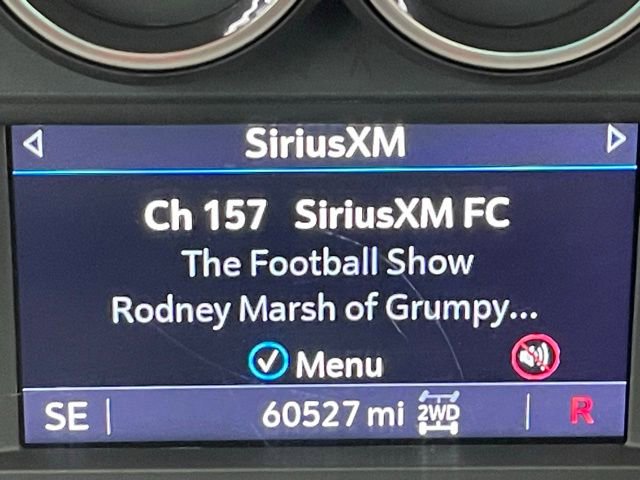 SiriusXM
Ch 157 SiriusXM FC
The Football Show
Rodney Marsh of Grumpy...
Menu
SE 60527 mi 2WD R